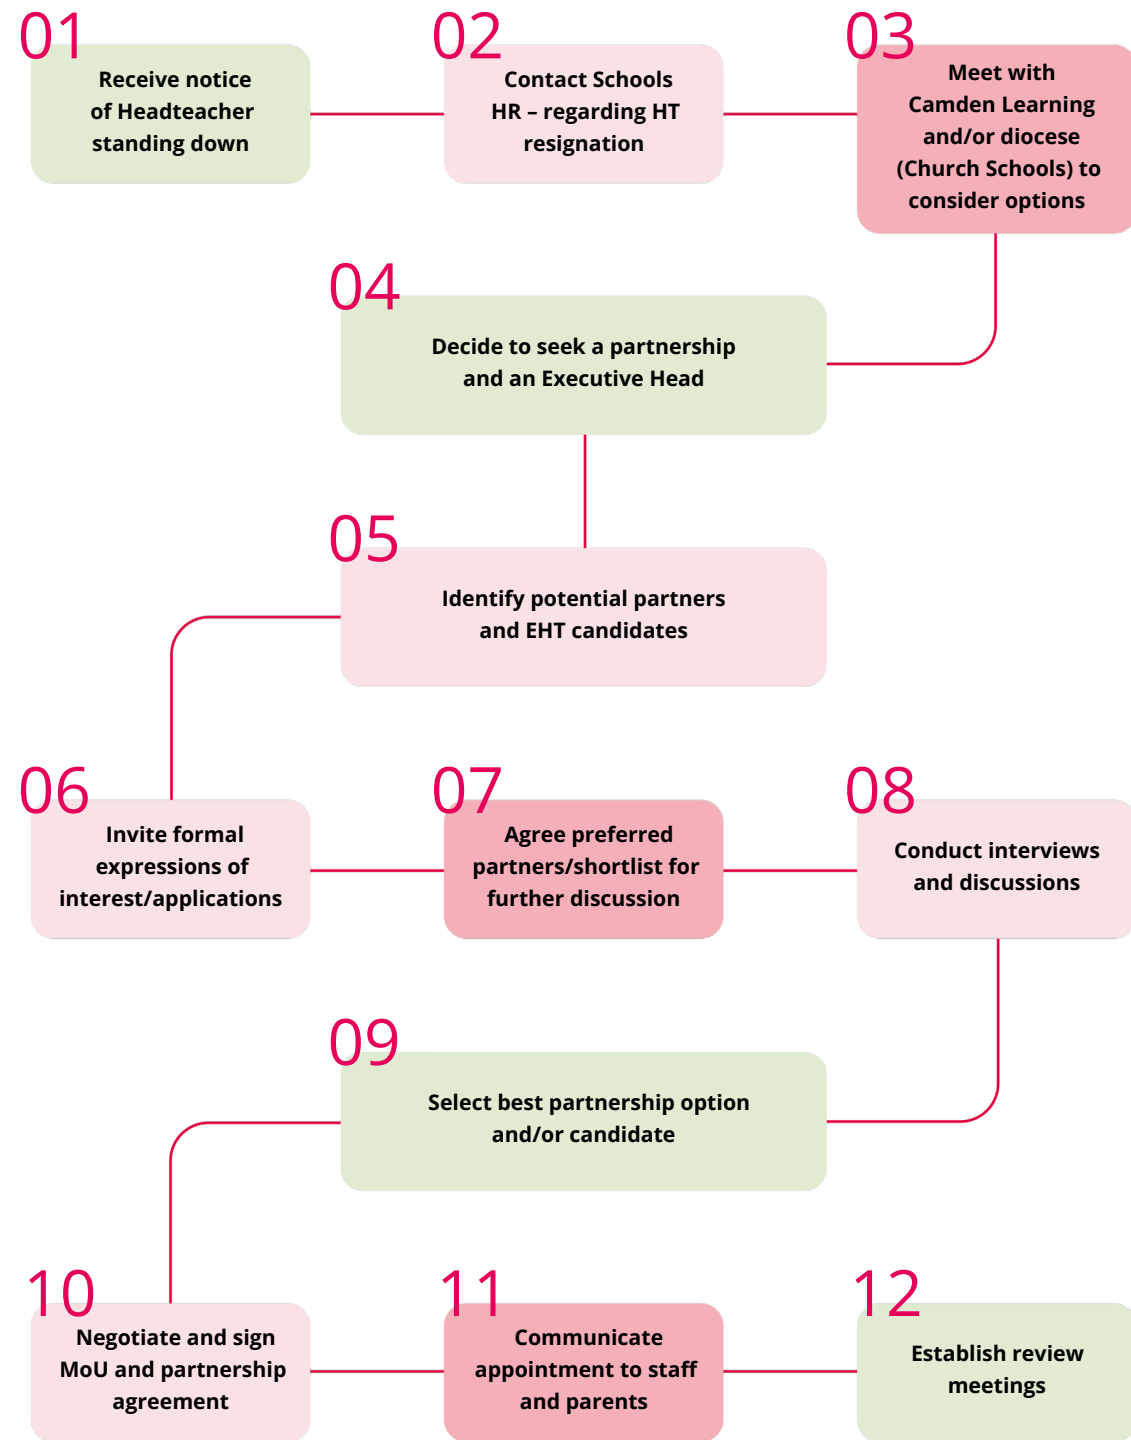 01
Receive notice
of Headteacher
standing down
02
Contact Schools
HR – regarding HT
resignation
03
Meet with
Camden Learning
and/or diocese
(Church Schools) to
consider options
04
Decide to seek a partnership
and an Executive Head
05
Identify potential partners
and EHT candidates
06
Invite formal
expressions of
interest/applications
07
Agree preferred
partners/shortlist for
further discussion
08
Conduct interviews
and discussions
09
Select best partnership option
and/or candidate
10
Negotiate and sign
MoU and partnership
agreement
11
Communicate
appointment to staff
and parents
12
Establish review
meetings